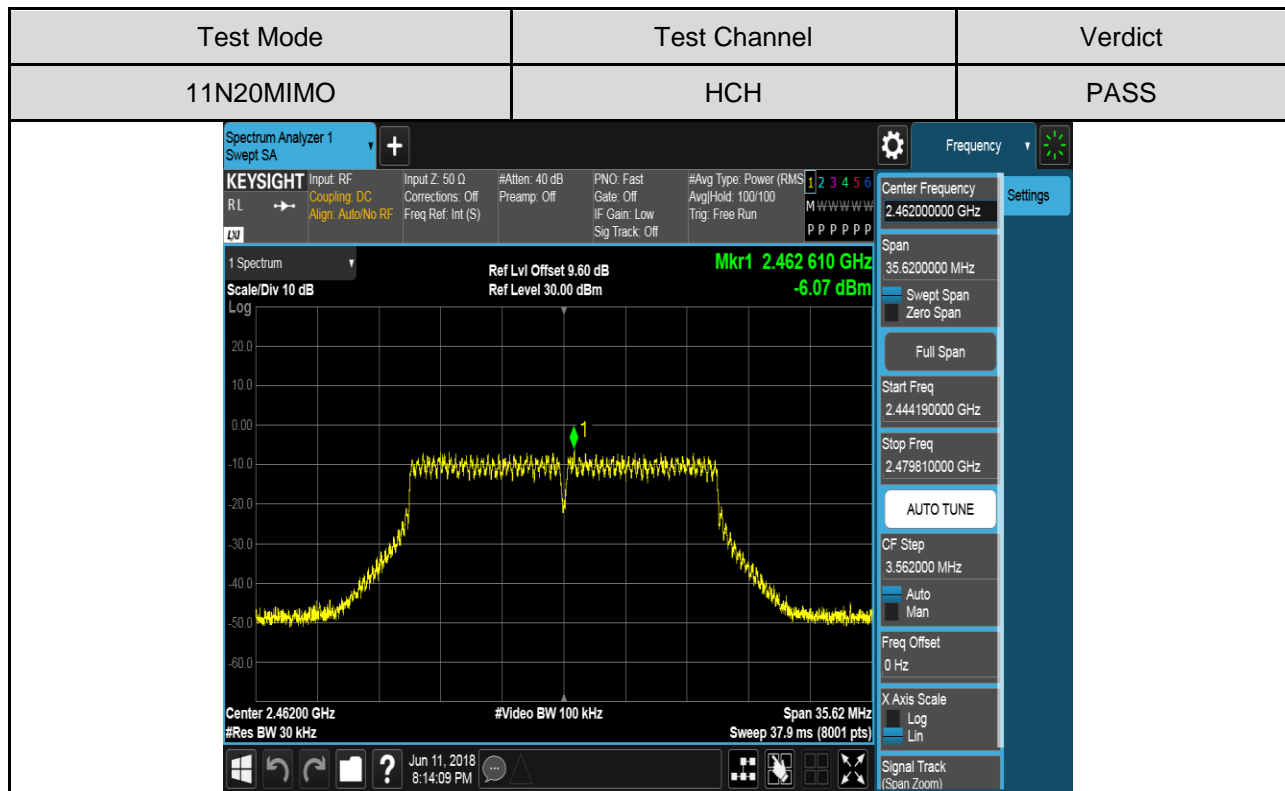 Test Mode Test Channel Verdict
11N20MIMO HCH PASS
Spectrum Analyzer 1
Swept SA
Frequency
KEYSIGHT
RL
LXI
Input: RF
Coupling: DC
Align: Auto/No RF
Input Z: 50 Ω
Corrections: Off
Freq Ref: Int (S)
#Atten: 40 dB
Preamp: Off
PNO: Fast
Gate: Off
IF Gain: Low
Sig Track: Off
#Avg Type: Power (RMS
Avg|Hold: 100/100
Trig: Free Run
1 2 3 4 5 6
M W W W W W
P P P P P P
1 Spectrum
Scale/Div 10 dB
Ref Lvl Offset 9.60 dB
Ref Level 30.00 dBm
Mkr1 2.462 610 GHz
-6.07 dBm
Log
20.0
10.0
0.00
-10.0
-20.0
-30.0
-40.0
-50.0
-60.0
1
Center 2.46200 GHz
#Res BW 30 kHz
#Video BW 100 kHz
Span 35.62 MHz
Sweep 37.9 ms (8001 pts)
Jun 11, 2018
8:14:09 PM
Center Frequency
2.462000000 GHz
Span
35.6200000 MHz
Swept Span
Zero Span
Full Span
Start Freq
2.444190000 GHz
Stop Freq
2.479810000 GHz
AUTO TUNE
CF Step
3.562000 MHz
Auto
Man
Freq Offset
0 Hz
X Axis Scale
Log
Lin
Signal Track
(Span Zoom)
Settings